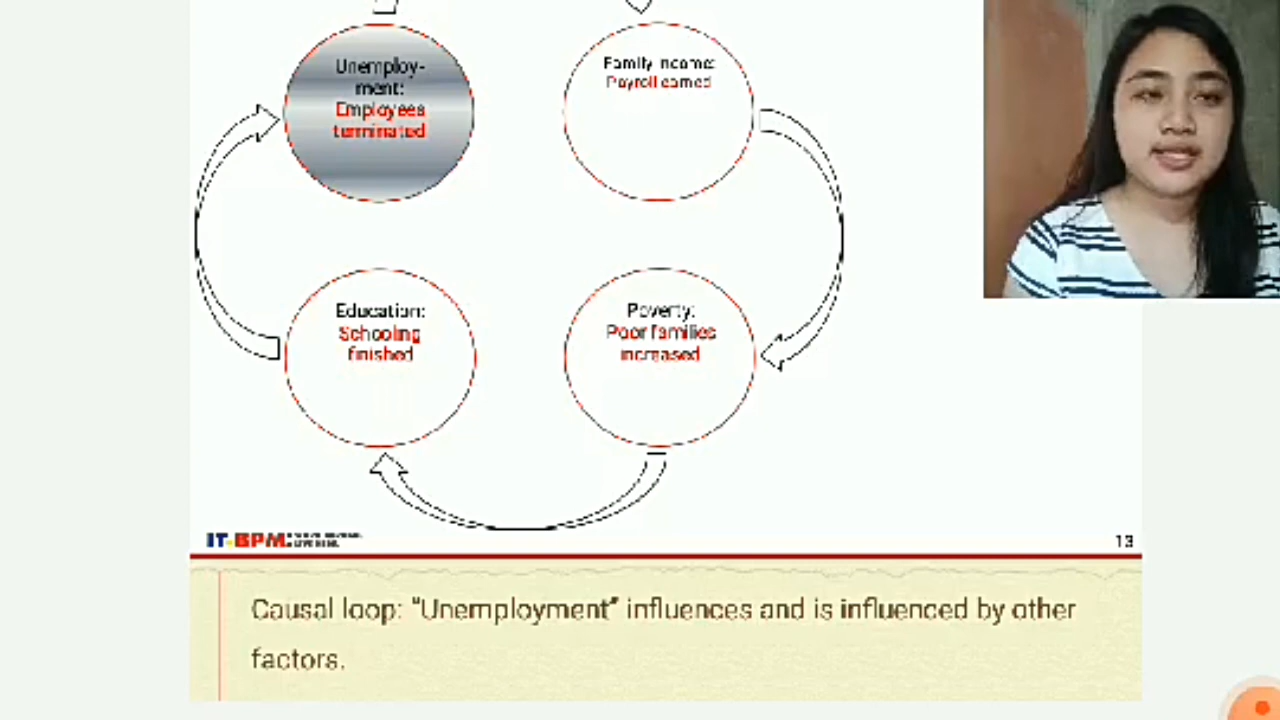 Unemploy-
ment:
Employees
terminated
Family income:
Payroll earned
Education:
Schooling
finished
Poverty:
Poor families
increased
IT-BPM
13
Causal loop: “Unemployment” influences and is influenced by other
factors.